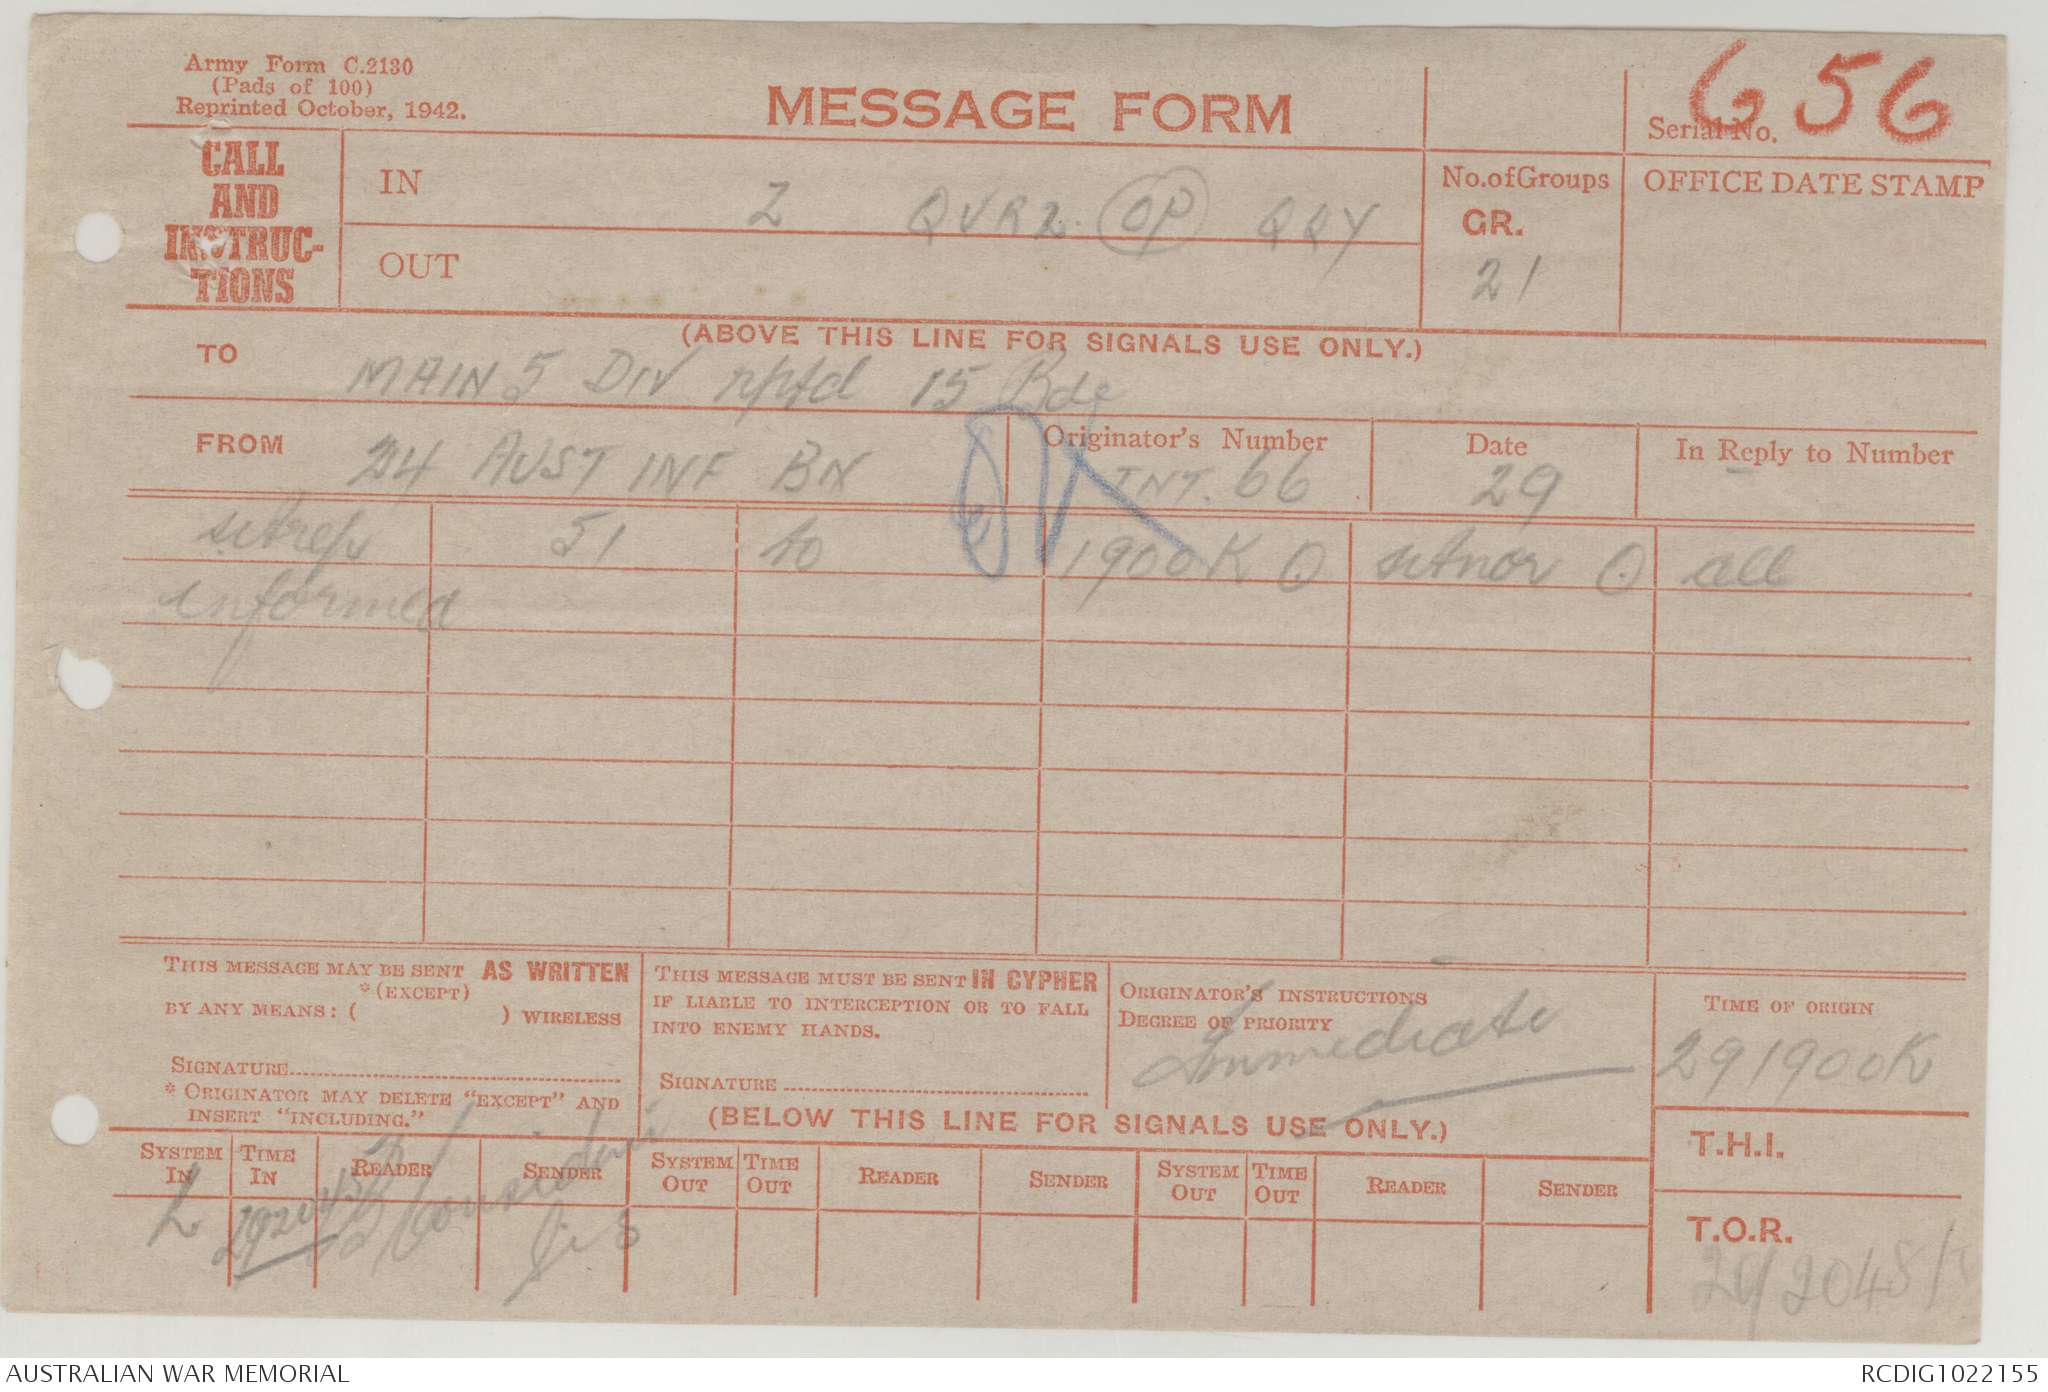 Army Form C.2130
(Pads of 100)
Reprinted October, 1942.
MESSAGE FORM
Serial No. 656
CALL
AND
INSTRUC-
TIONS
IN
OUT
Z QVR2. OP QQY
No. of Groups
GR.
21
OFFICE DATE STAMP
(ABOVE THIS LINE FOR SIGNALS USE ONLY.)
TO MAIN 5 DIV rptd 15 Bde
FROM 24 AUST INF BN
Originator's Number INT. 66
Date 29
In Reply to Number -
sitrep 51 to 1900K O sitnor O all
informed
THIS MESSAGE MAY BE SENT AS WRITTEN
*(EXCEPT)
BY ANY MEANS: ( ) WIRELESS
SIGNATURE
* ORIGINATOR MAY DELETE "EXCEPT" AND
INSERT "INCLUDING."
THIS MESSAGE MUST BE SENT IN CYPHER
IF LIABLE TO INTERCEPTION OR TO FALL
INTO ENEMY HANDS.
SIGNATURE
ORIGINATOR'S INSTRUCTIONS
DEGREE OF PRIORITY
Immediate
TIME OF ORIGIN
291900K
(BELOW THIS LINE FOR SIGNALS USE ONLY.)
T.H.I.
T.O.R.
SYSTEM IN TIME IN READER SENDER SYSTEM OUT TIME OUT READER SENDER SYSTEM OUT TIME OUT READER SENDER
AUSTRALIAN WAR MEMORIAL
RCDIG1022155